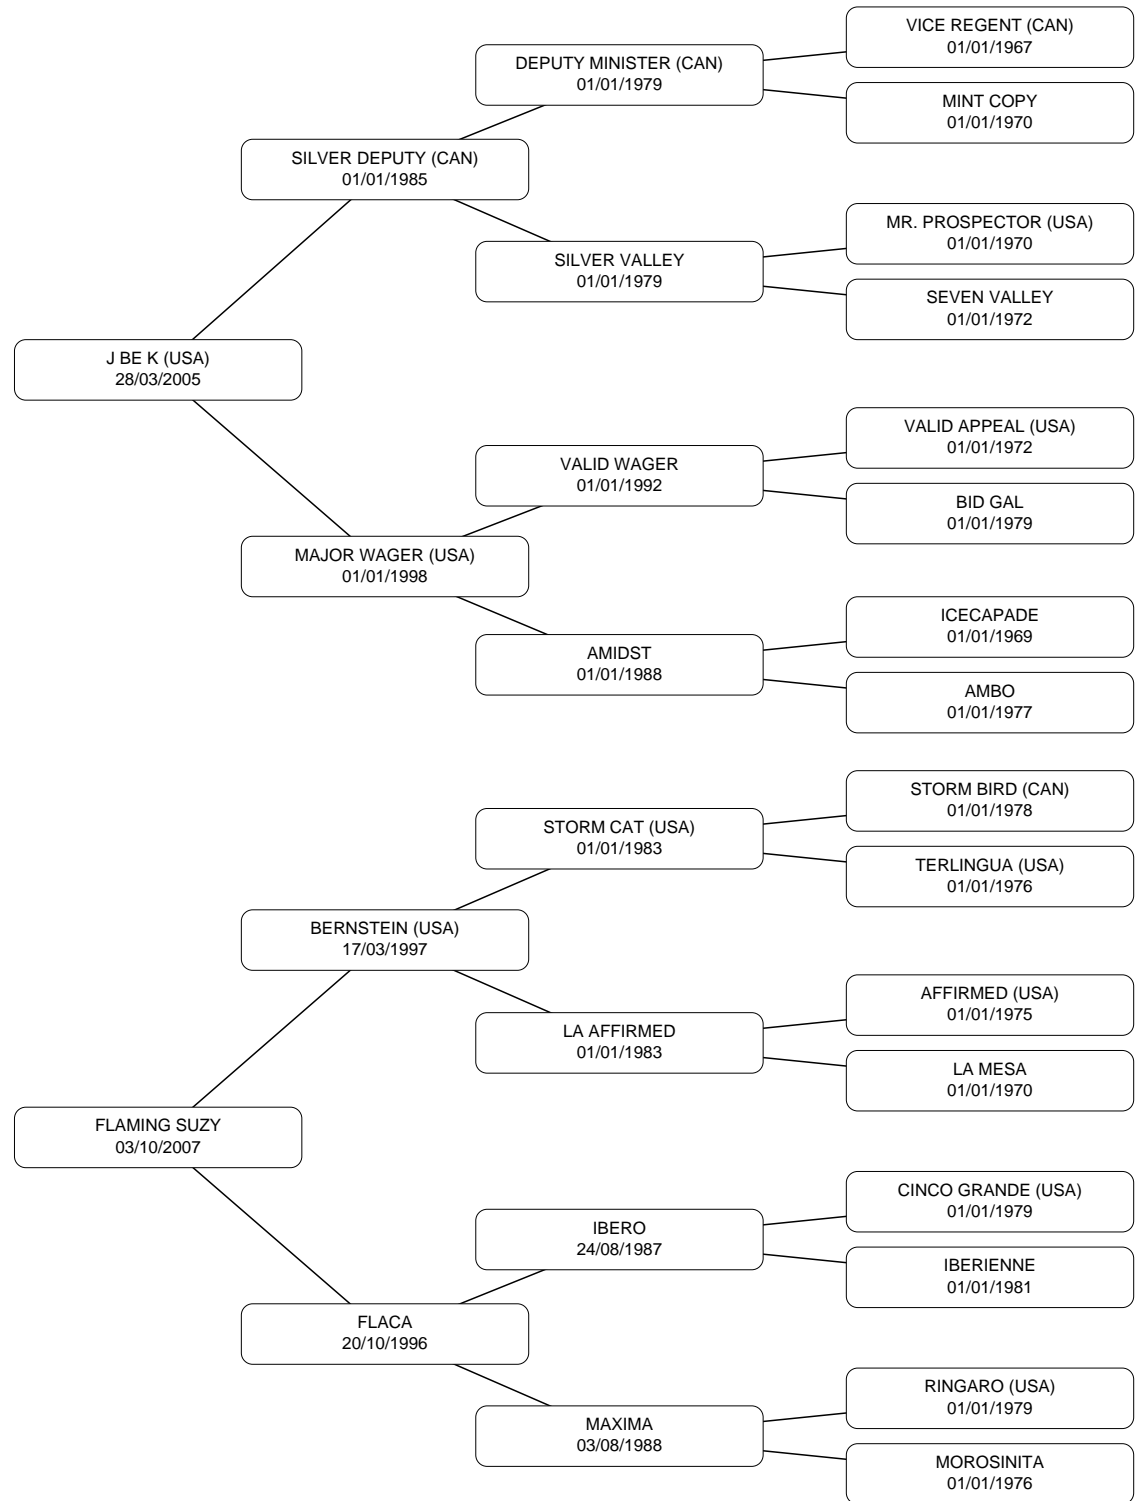 VICE REGENT (CAN)
01/01/1967
DEPUTY MINISTER (CAN)
01/01/1979
MINT COPY
01/01/1970
SILVER DEPUTY (CAN)
01/01/1985
MR. PROSPECTOR (USA)
01/01/1970
SILVER VALLEY
01/01/1979
SEVEN VALLEY
01/01/1972
J BE K (USA)
28/03/2005
VALID APPEAL (USA)
01/01/1972
VALID WAGER
01/01/1992
BID GAL
01/01/1979
MAJOR WAGER (USA)
01/01/1998
ICECAPADE
01/01/1969
AMIDST
01/01/1988
AMBO
01/01/1977
STORM BIRD (CAN)
01/01/1978
STORM CAT (USA)
01/01/1983
TERLINGUA (USA)
01/01/1976
BERNSTEIN (USA)
17/03/1997
AFFIRMED (USA)
01/01/1975
LA AFFIRMED
01/01/1983
LA MESA
01/01/1970
FLAMING SUZY
03/10/2007
CINCO GRANDE (USA)
01/01/1979
IBERO
24/08/1987
IBERIENNE
01/01/1981
FLACA
20/10/1996
RINGARO (USA)
01/01/1979
MAXIMA
03/08/1988
MOROSINITA
01/01/1976